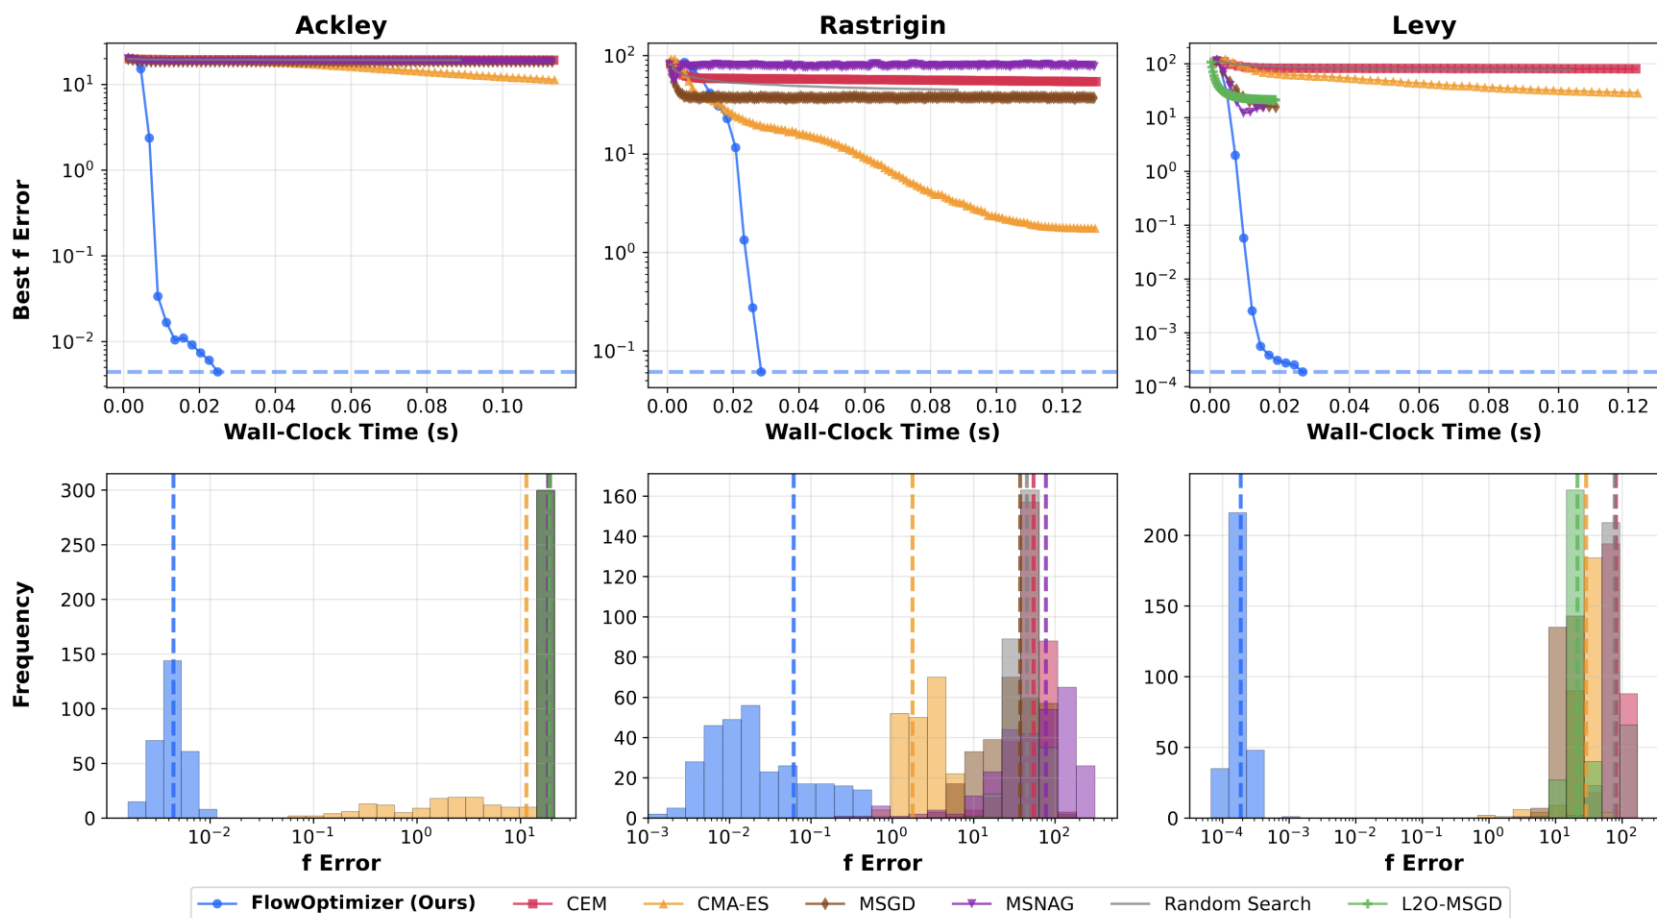 Ackley
Rastrigin
Levy
Best f Error
10¹
10⁰
10⁻¹
10⁻²
0.00 0.02 0.04 0.06 0.08 0.10
Wall-Clock Time (s)
10²
10¹
10⁰
10⁻¹
0.00 0.02 0.04 0.06 0.08 0.10 0.12
Wall-Clock Time (s)
10²
10¹
10⁰
10⁻¹
10⁻²
10⁻³
10⁻⁴
0.00 0.02 0.04 0.06 0.08 0.10 0.12
Wall-Clock Time (s)
Frequency
300
250
200
150
100
50
0
10⁻² 10⁻¹ 10⁰ 10¹
f Error
160
140
120
100
80
60
40
20
0
10⁻³ 10⁻² 10⁻¹ 10⁰ 10¹ 10²
f Error
200
150
100
50
0
10⁻⁴ 10⁻³ 10⁻² 10⁻¹ 10⁰ 10¹ 10²
f Error
FlowOptimizer (Ours) CEM CMA-ES MSGD MSNAG Random Search L2O-MSGD